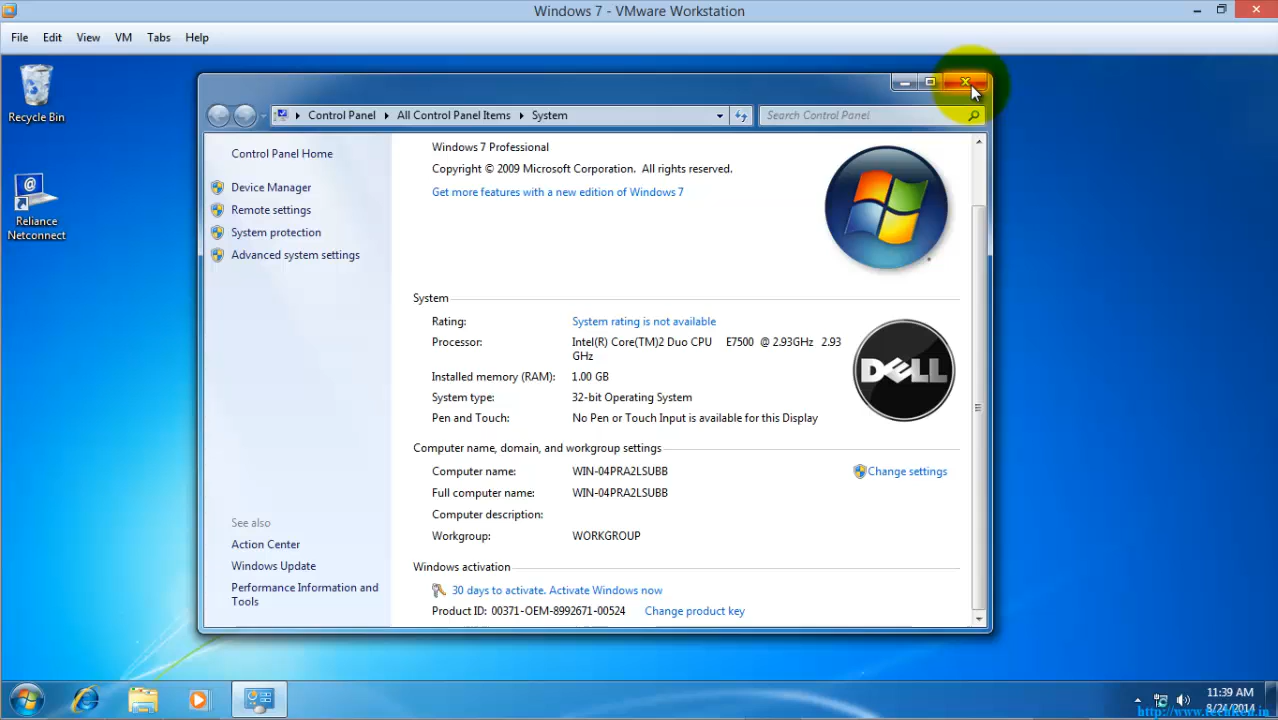 Windows 7 - VMware Workstation
File Edit View VM Tabs Help
Recycle Bin
Reliance
Netconnect
Control Panel All Control Panel Items System
Search Control Panel
Control Panel Home
Device Manager
Remote settings
System protection
Advanced system settings
See also
Action Center
Windows Update
Performance Information and
Tools
Windows 7 Professional
Copyright © 2009 Microsoft Corporation. All rights reserved.
Get more features with a new edition of Windows 7
System
Rating: System rating is not available
Processor: Intel(R) Core(TM)2 Duo CPU E7500 @ 2.93GHz 2.93
GHz
Installed memory (RAM): 1.00 GB
System type: 32-bit Operating System
Pen and Touch: No Pen or Touch Input is available for this Display
DELL
Computer name, domain, and workgroup settings
Computer name: WIN-04PRA2LSUBB
Change settings
Full computer name: WIN-04PRA2LSUBB
Computer description:
Workgroup: WORKGROUP
Windows activation
30 days to activate. Activate Windows now
Product ID: 00371-OEM-8992671-00524 Change product key
11:39 AM
8/24/2014
http://www.techken.in